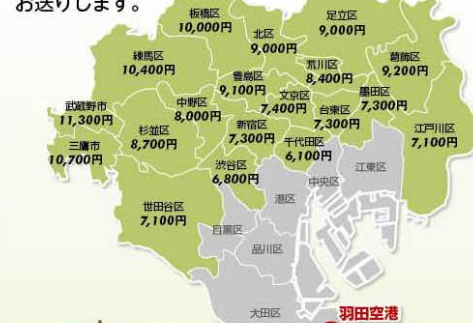 お送りします。
板橋区
10,000円
足立区
9,000円
北区
9,000円
練馬区
10,400円
荒川区
8,400円
葛飾区
9,200円
豊島区
9,100円
文京区
7,400円
墨田区
7,300円
武蔵野市
11,300円
中野区
8,000円
台東区
7,300円
杉並区
8,700円
新宿区
7,300円
江戸川区
7,100円
三鷹市
10,700円
千代田区
6,100円
渋谷区
6,800円
中央区
江東区
世田谷区
7,100円
港区
目黒区
品川区
大田区
羽田空港